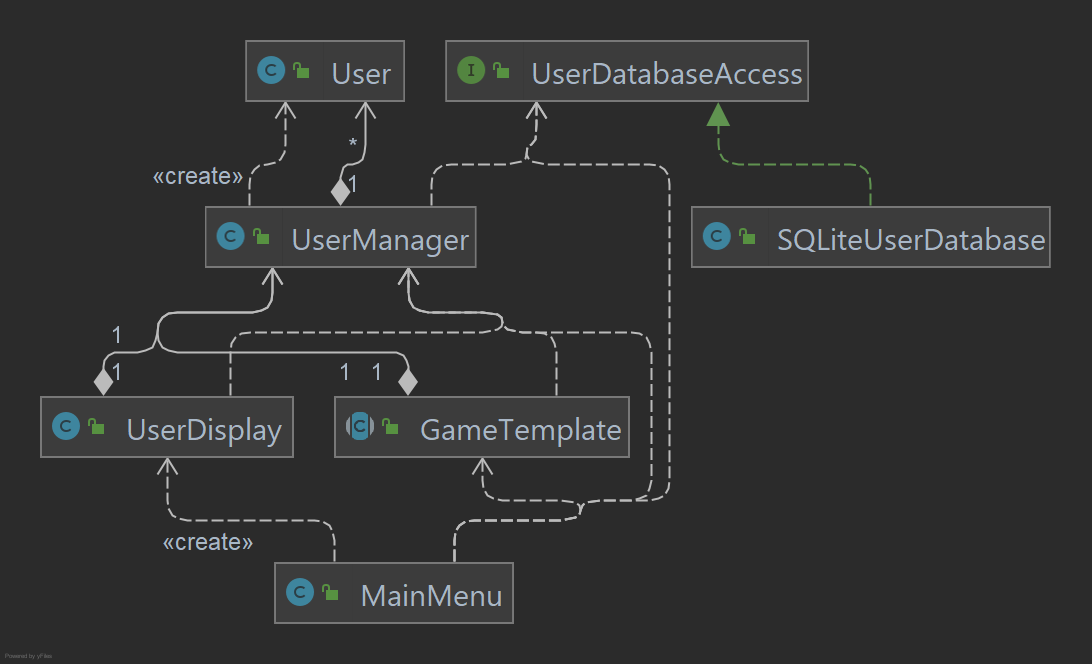 C User
I UserDatabaseAccess
*
«create»
1
C UserManager
C SQLiteUserDatabase
1
1
1 1
C UserDisplay
C GameTemplate
«create»
C MainMenu
Powered by yFiles